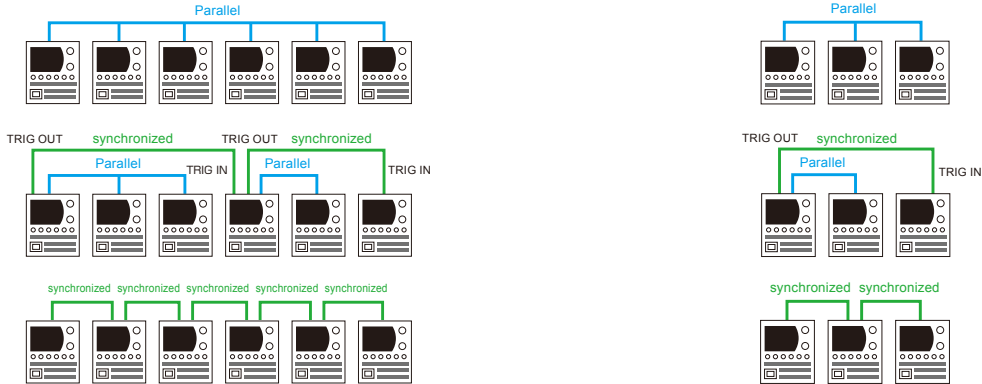 Parallel
Parallel
TRIG OUT synchronized TRIG OUT synchronized
Parallel TRIG IN Parallel TRIG IN
TRIG OUT synchronized
Parallel
TRIG IN
synchronized synchronized synchronized synchronized synchronized
synchronized synchronized